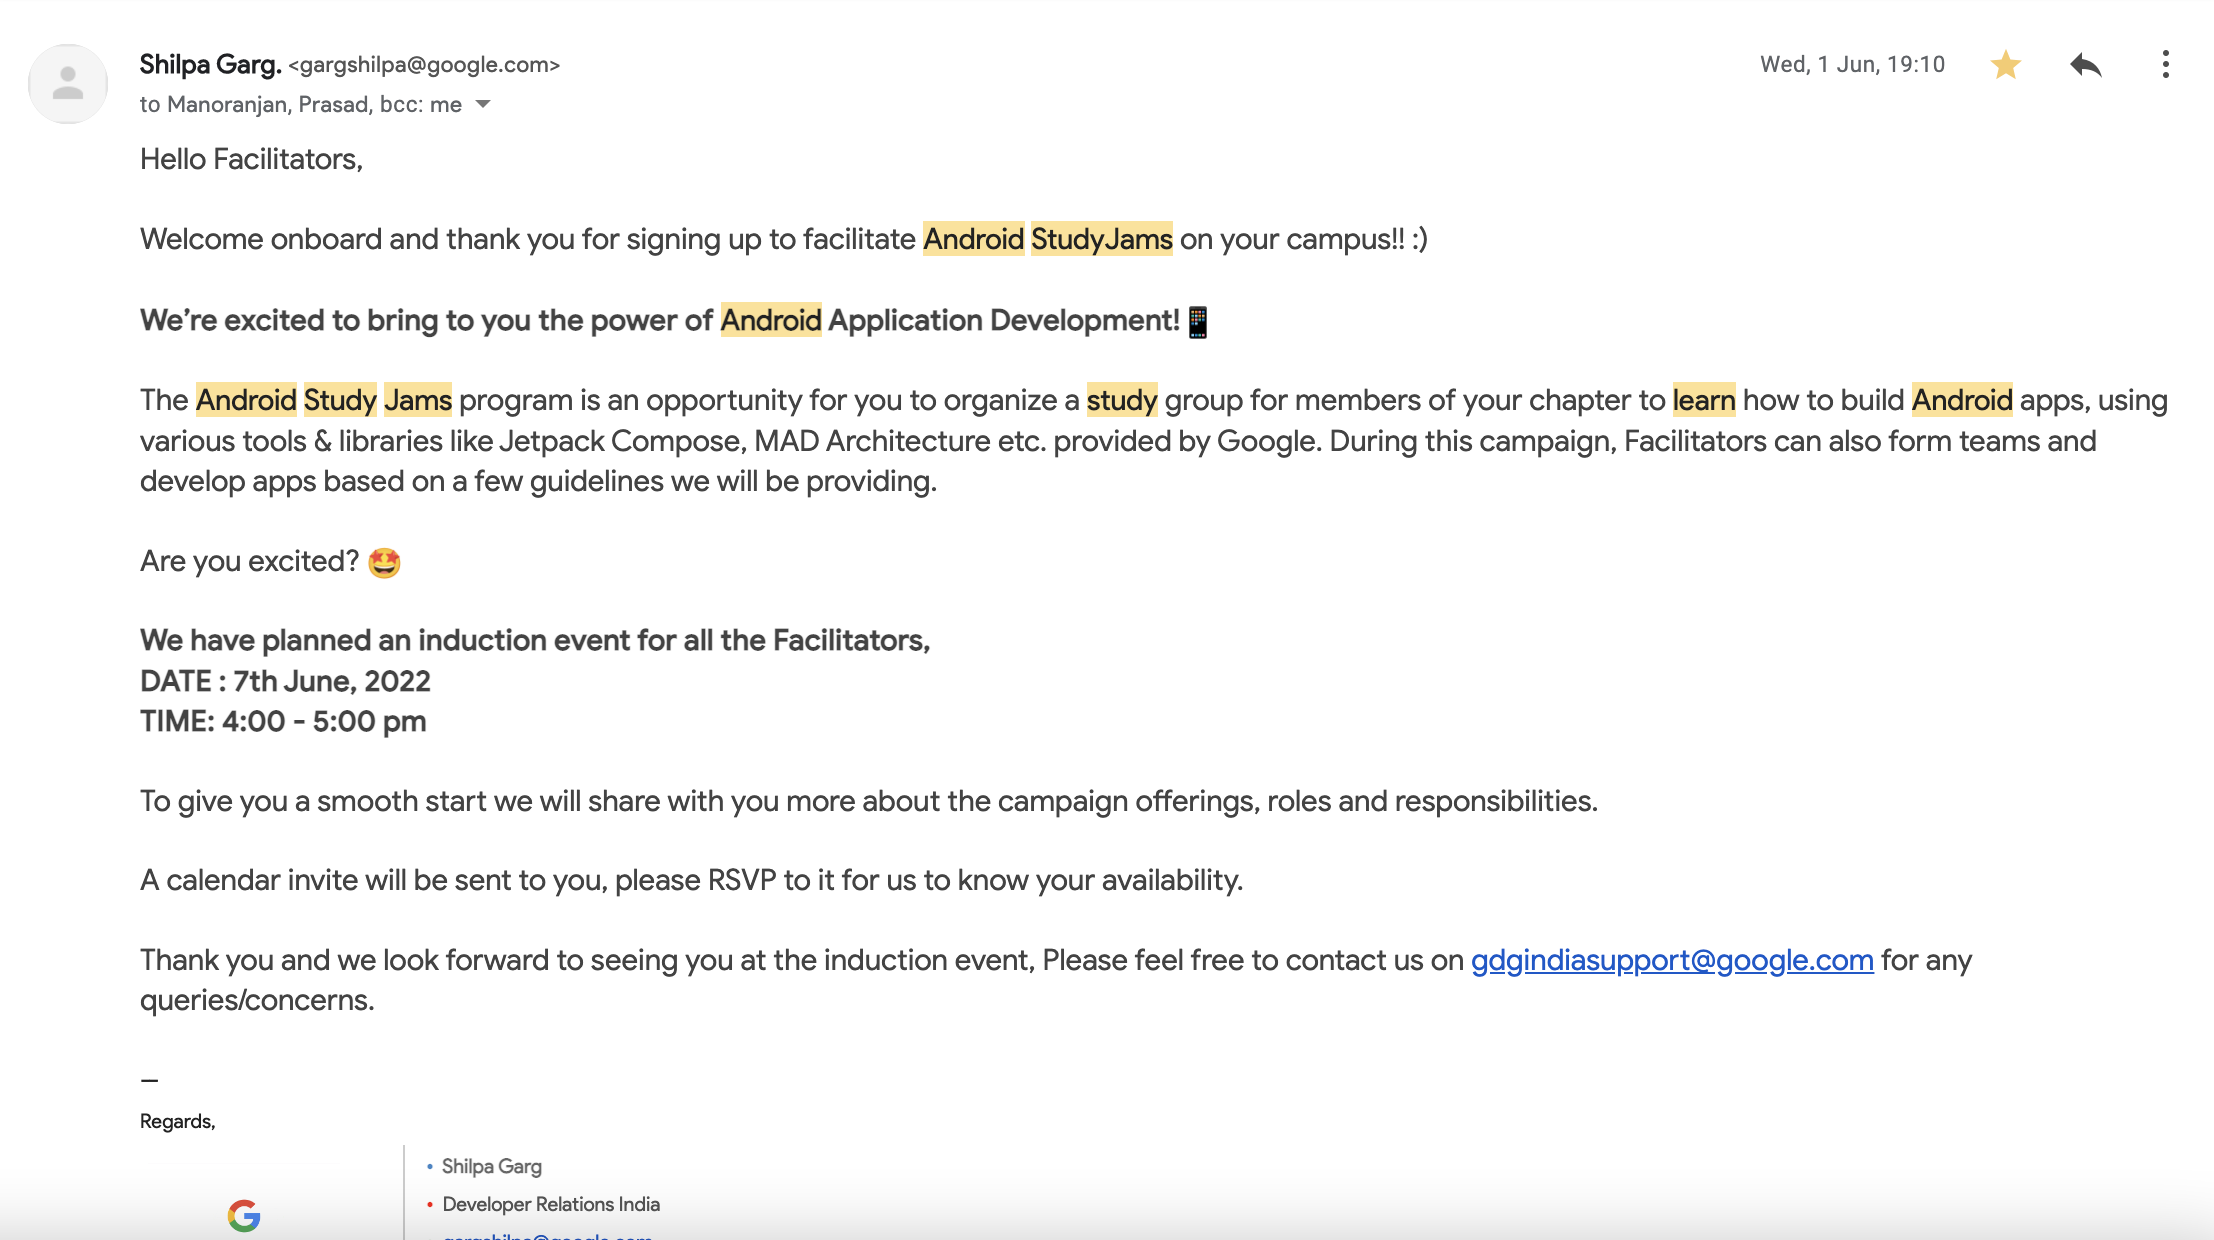 Shilpa Garg. <gargshilpa@google.com>
Wed, 1 Jun, 19:10
to Manoranjan, Prasad, bcc: me
Hello Facilitators,
Welcome onboard and thank you for signing up to facilitate Android StudyJams on your campus!! :)
We’re excited to bring to you the power of Android Application Development!📱
The Android Study Jams program is an opportunity for you to organize a study group for members of your chapter to learn how to build Android apps, using
various tools & libraries like Jetpack Compose, MAD Architecture etc. provided by Google. During this campaign, Facilitators can also form teams and
develop apps based on a few guidelines we will be providing.
Are you excited? 🤩
We have planned an induction event for all the Facilitators,
DATE : 7th June, 2022
TIME: 4:00 - 5:00 pm
To give you a smooth start we will share with you more about the campaign offerings, roles and responsibilities.
A calendar invite will be sent to you, please RSVP to it for us to know your availability.
Thank you and we look forward to seeing you at the induction event, Please feel free to contact us on gdgindiasupport@google.com for any
queries/concerns.
—
Regards,
• Shilpa Garg
• Developer Relations India
gargshilpa@google.com